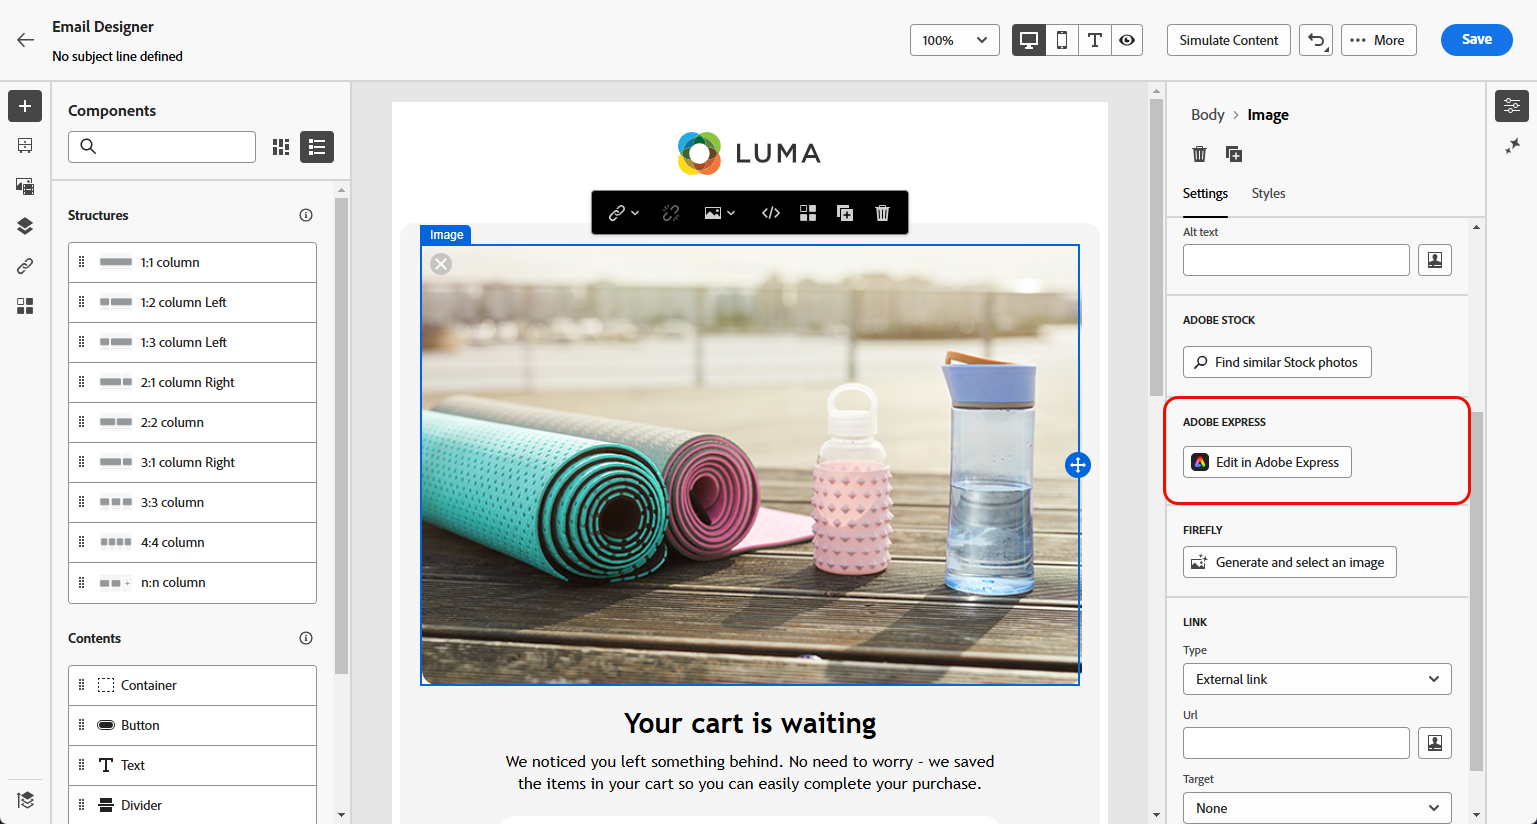 Email Designer
No subject line defined
100%
Simulate Content
More
Save
Components
Structures
1:1 column
1:2 column Left
1:3 column Left
2:1 column Right
2:2 column
3:1 column Right
3:3 column
4:4 column
n:n column
Contents
Container
Button
Text
Divider
LUMA
Image
Your cart is waiting
We noticed you left something behind. No need to worry - we saved
the items in your cart so you can easily complete your purchase.
Body > Image
Settings Styles
Alt text
ADOBE STOCK
Find similar Stock photos
ADOBE EXPRESS
Edit in Adobe Express
FIREFLY
Generate and select an image
LINK
Type
External link
Url
Target
None